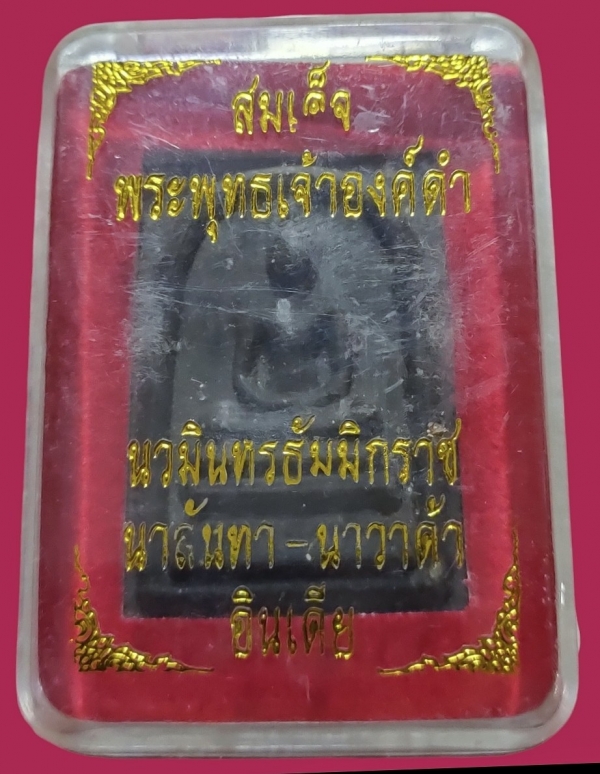 สมเด็จ
พระพุทธเจ้าองค์ดำ
นวมินทรธัมมิกราช
นาลันทา - นาวาด้า
อินเดีย